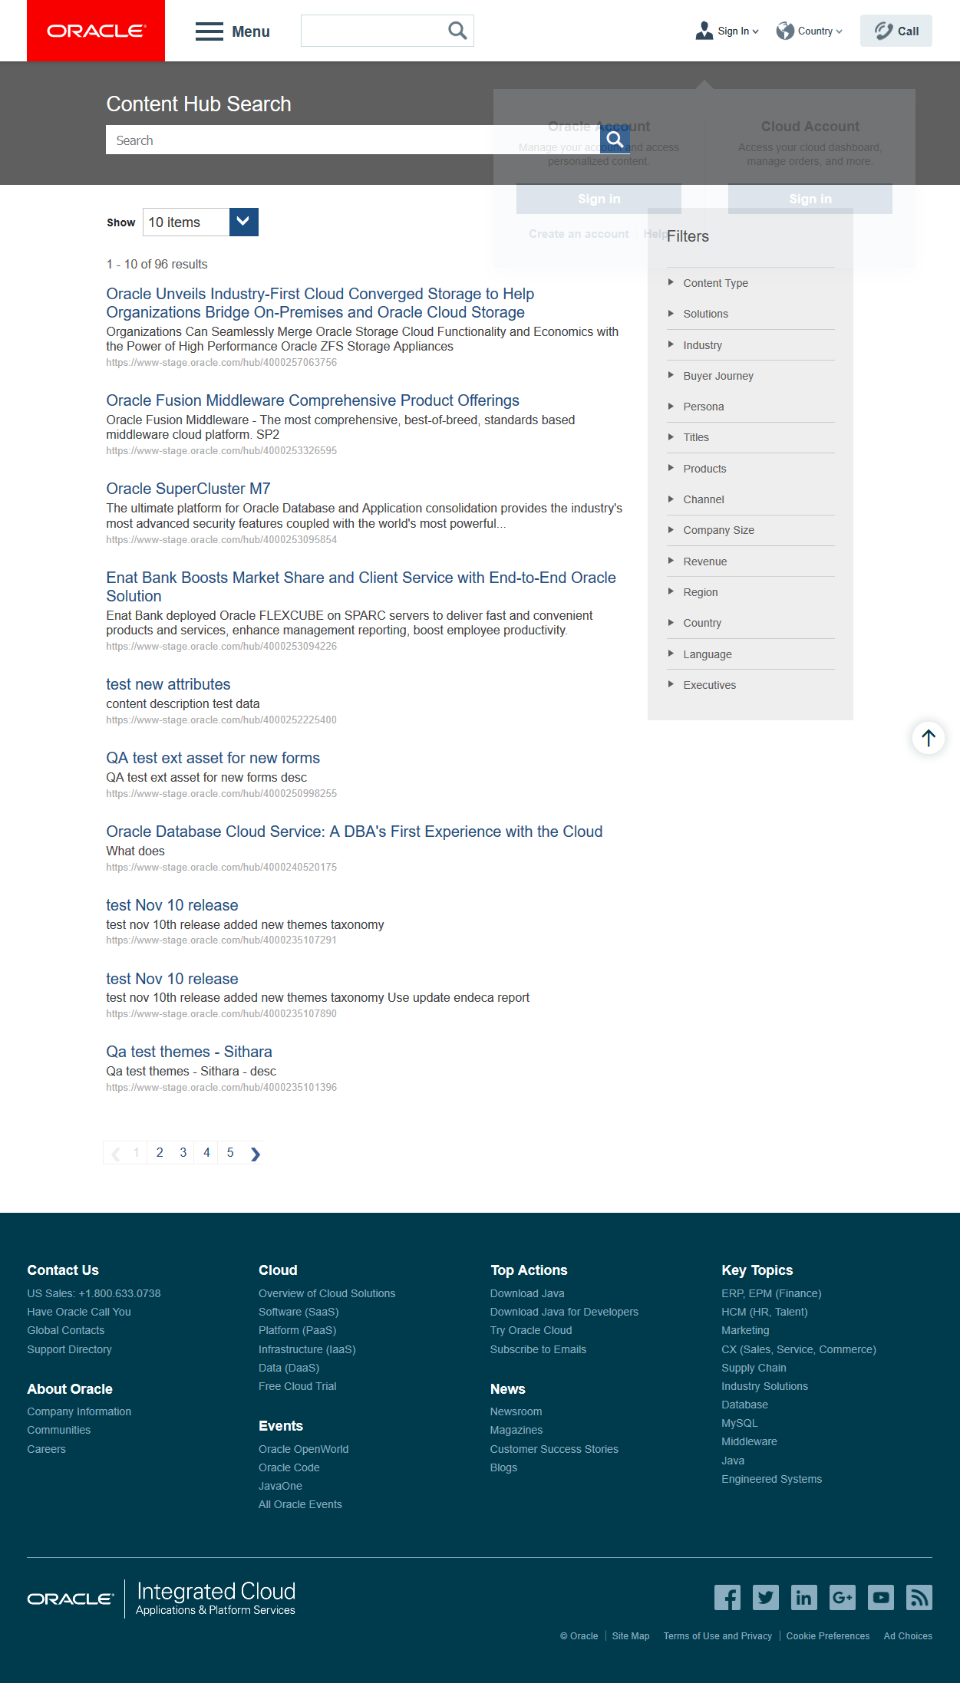 ORACLE
Menu
Sign In
Country
Call
Content Hub Search
Search
Oracle Account
Manage your account and access
personalized content.
Sign in
Create an account
Help
Cloud Account
Access your cloud dashboard,
manage orders, and more
Sign in
Show
10 items
1 - 10 of 96 results
Oracle Unveils Industry-First Cloud Converged Storage to Help
Organizations Bridge On-Premises and Oracle Cloud Storage
Organizations Can Seamlessly Merge Oracle Storage Cloud Functionality and Economics with
the Power of High Performance Oracle ZFS Storage Appliances
https://www-stage.oracle.com/hub/4000257063756
Oracle Fusion Middleware Comprehensive Product Offerings
Oracle Fusion Middleware - The most comprehensive, best-of-breed, standards based
middleware cloud platform. SP2
https://www-stage.oracle.com/hub/4000253326595
Oracle SuperCluster M7
The ultimate platform for Oracle Database and Application consolidation provides the industry's
most advanced security features coupled with the world's most powerful...
https://www-stage.oracle.com/hub/4000253095854
Enat Bank Boosts Market Share and Client Service with End-to-End Oracle
Solution
Enat Bank deployed Oracle FLEXCUBE on SPARC servers to deliver fast and convenient
products and services, enhance management reporting, boost employee productivity.
https://www-stage.oracle.com/hub/4000253094226
test new attributes
content description test data
https://www-stage.oracle.com/hub/4000252225400
QA test ext asset for new forms
QA test ext asset for new forms desc
https://www-stage.oracle.com/hub/4000250998255
Oracle Database Cloud Service: A DBA's First Experience with the Cloud
What does
https://www-stage.oracle.com/hub/4000240520175
test Nov 10 release
test nov 10th release added new themes taxonomy
https://www-stage.oracle.com/hub/4000235107291
test Nov 10 release
test nov 10th release added new themes taxonomy Use update endeca report
https://www-stage.oracle.com/hub/4000235107890
Qa test themes - Sithara
Qa test themes - Sithara - desc
https://www-stage.oracle.com/hub/4000235101396
1 2 3 4 5
Filters
Content Type
Solutions
Industry
Buyer Journey
Persona
Titles
Products
Channel
Company Size
Revenue
Region
Country
Language
Executives
Contact Us
US Sales: +1.800.633.0738
Have Oracle Call You
Global Contacts
Support Directory
About Oracle
Company Information
Communities
Careers
Cloud
Overview of Cloud Solutions
Software (SaaS)
Platform (PaaS)
Infrastructure (IaaS)
Data (DaaS)
Free Cloud Trial
Events
Oracle OpenWorld
Oracle Code
JavaOne
All Oracle Events
Top Actions
Download Java
Download Java for Developers
Try Oracle Cloud
Subscribe to Emails
News
Newsroom
Magazines
Customer Success Stories
Blogs
Key Topics
ERP, EPM (Finance)
HCM (HR, Talent)
Marketing
CX (Sales, Service, Commerce)
Supply Chain
Industry Solutions
Database
MySQL
Middleware
Java
Engineered Systems
ORACLE
Integrated Cloud
Applications & Platform Services
© Oracle | Site Map Terms of Use and Privacy | Cookie Preferences Ad Choices